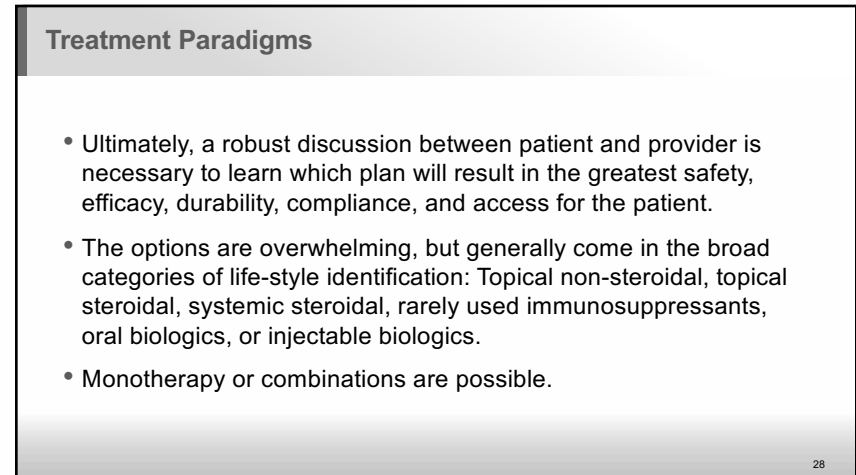 Treatment Paradigms
• Ultimately, a robust discussion between patient and provider is
necessary to learn which plan will result in the greatest safety,
efficacy, durability, compliance, and access for the patient.
• The options are overwhelming, but generally come in the broad
categories of life-style identification: Topical non-steroidal, topical
steroidal, systemic steroidal, rarely used immunosuppressants,
oral biologics, or injectable biologics.
• Monotherapy or combinations are possible.
28